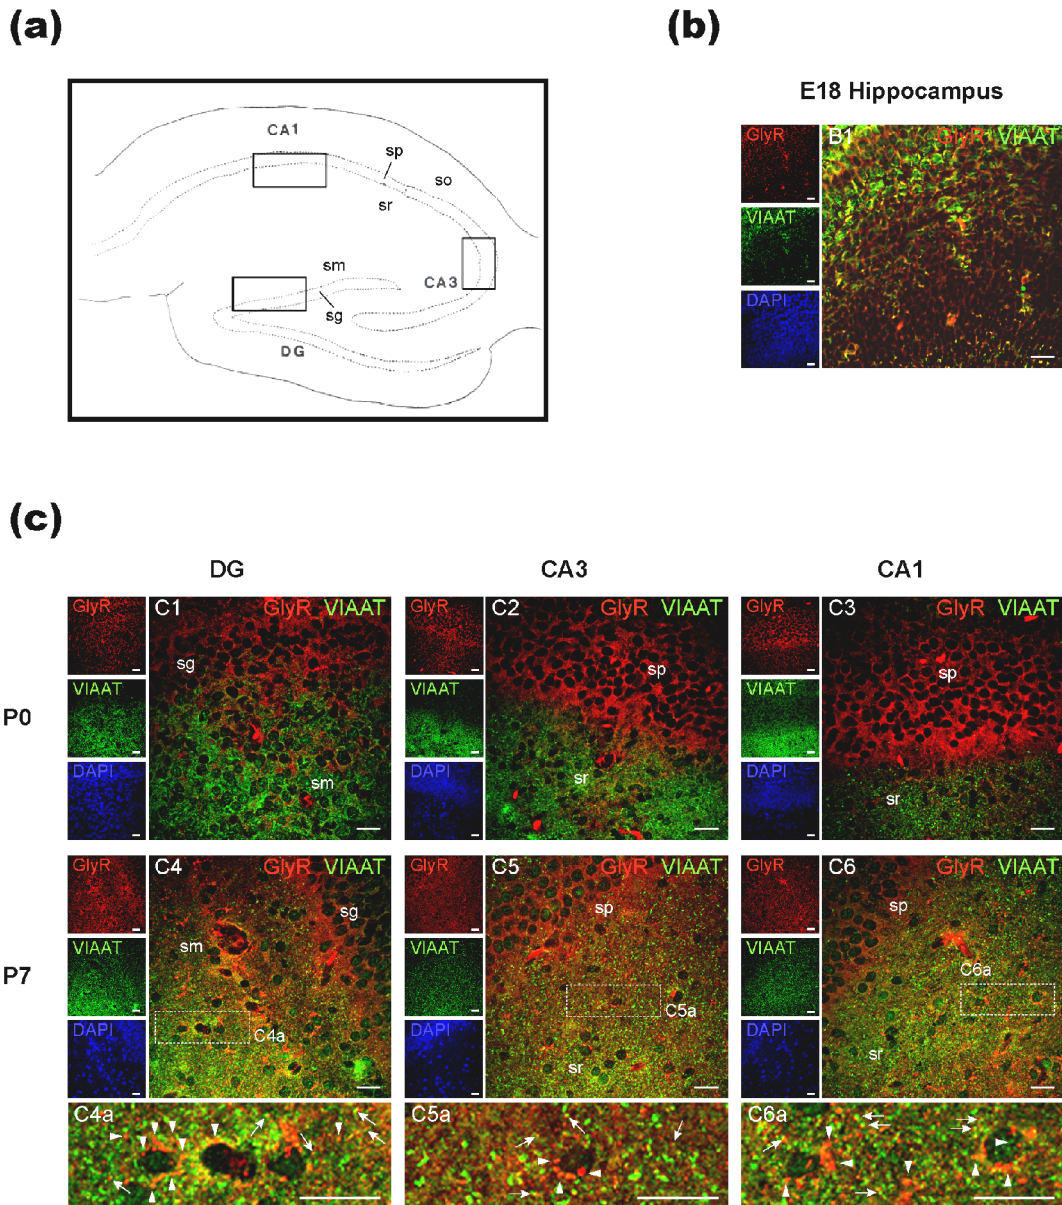 (a)
CA1
sp
so
sr
CA3
sm
sg
DG
(b)
E18 Hippocampus
GlyR
VIAAT
DAPI
B1 GlyR VIAAT
(c)
DG CA3 CA1
P0
GlyR
VIAAT
DAPI
C1 GlyR VIAAT
sg
sm
GlyR
VIAAT
DAPI
C2 GlyR VIAAT
sp
sr
GlyR
VIAAT
DAPI
C3 GlyR VIAAT
sp
sr
P7
GlyR
VIAAT
DAPI
C4 GlyR VIAAT
sg
sm
C4a
GlyR
VIAAT
DAPI
C5 GlyR VIAAT
sp
C5a
sr
GlyR
VIAAT
DAPI
C6 GlyR VIAAT
sp
C6a
sr
C4a
C5a
C6a